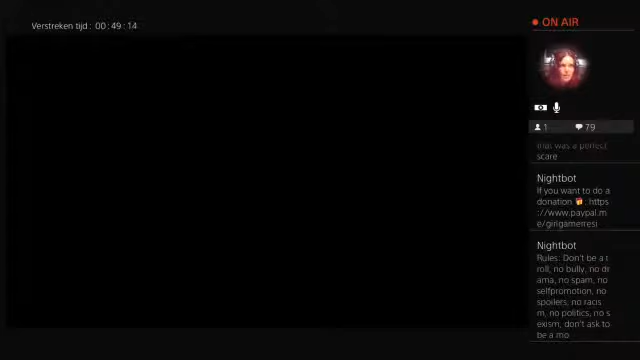 Verstreken tijd: 00:49:14
ON AIR
1 79
that was a perfect
scare
Nightbot
If you want to do a
donation 🎁: https
://www.paypal.m
e/girlgamerresi
Nightbot
Rules: Don't be a t
roll, no bully, no dr
ama, no spam, no
selfpromotion, no
spoilers, no racis
m, no politics, no s
exism, don't ask to
be a mo